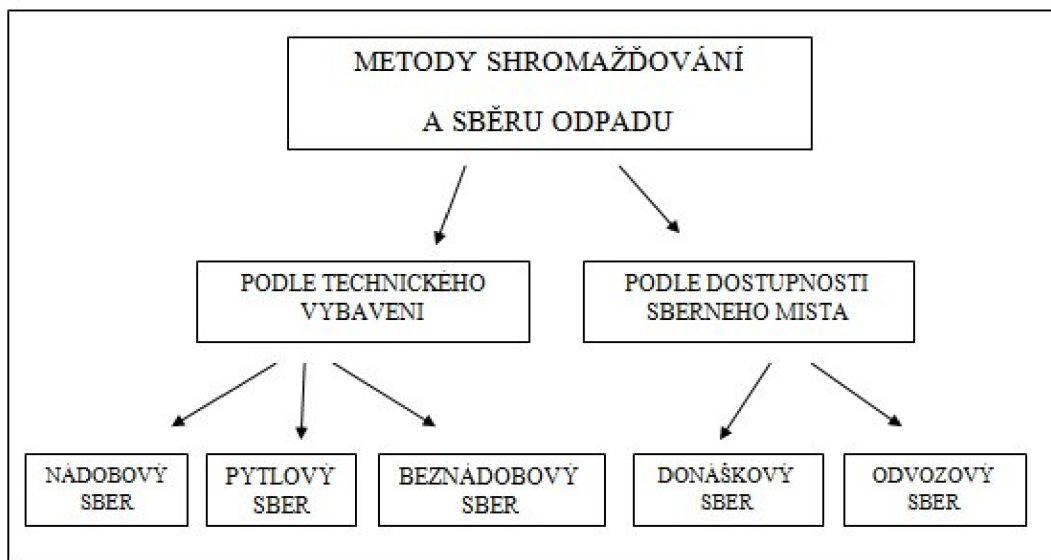 METODY SHROMAŽĎOVÁNÍ
A SBĚRU ODPADU
PODLE TECHNICKÉHO
VYBAVENI
PODLE DOSTUPNOSTI
SBERNEHO MISTA
NÁDOBOVÝ
SBER
PYTLOVÝ
SBER
BEZNÁDOBOVÝ
SBER
DONÁŠKOVÝ
SBER
ODVOZOVÝ
SBER